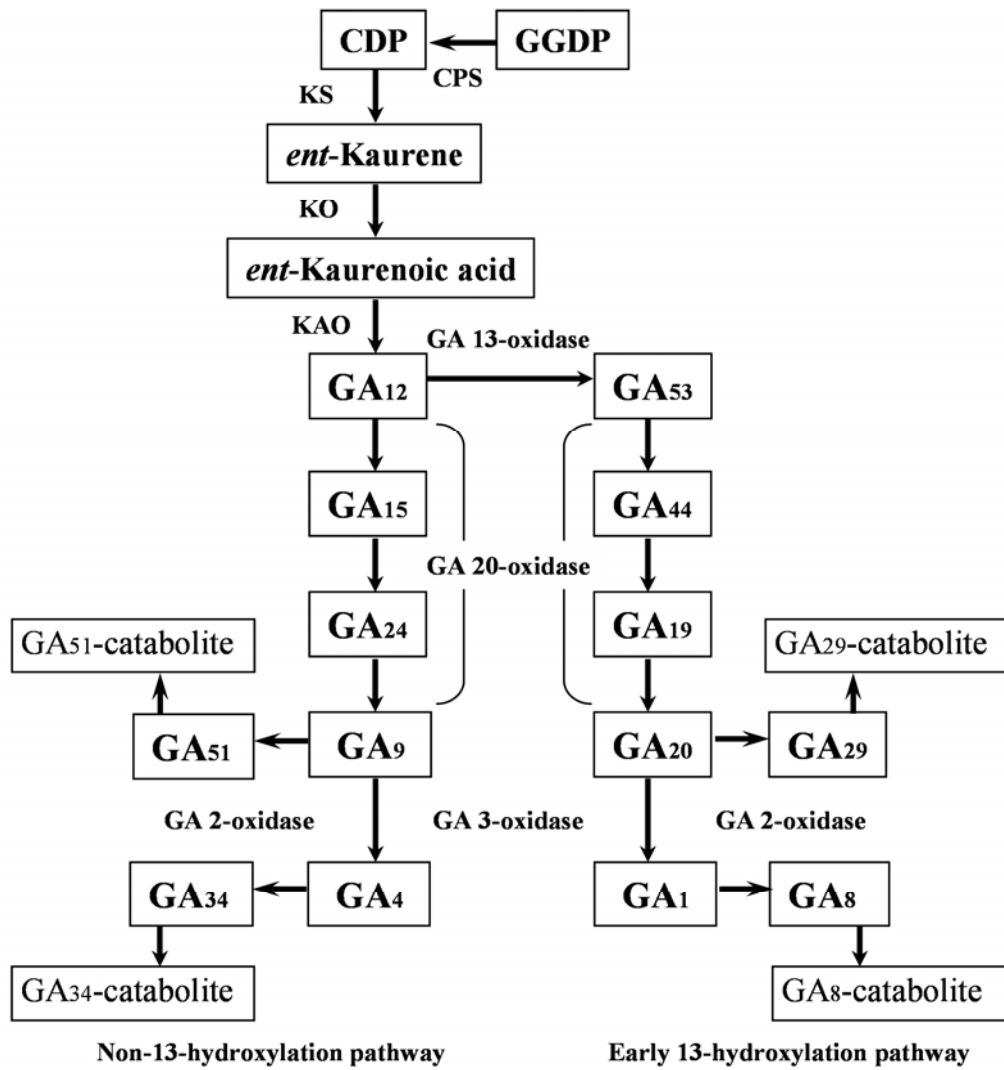 CDP
GGDP
CPS
KS
ent-Kaurene
KO
ent-Kaurenoic acid
KAO
GA 13-oxidase
GA12
GA53
GA15
GA44
GA 20-oxidase
GA24
GA19
GA51-catabolite
GA29-catabolite
GA51
GA9
GA20
GA29
GA 2-oxidase
GA 3-oxidase
GA 2-oxidase
GA34
GA4
GA1
GA8
GA34-catabolite
GA8-catabolite
Non-13-hydroxylation pathway
Early 13-hydroxylation pathway